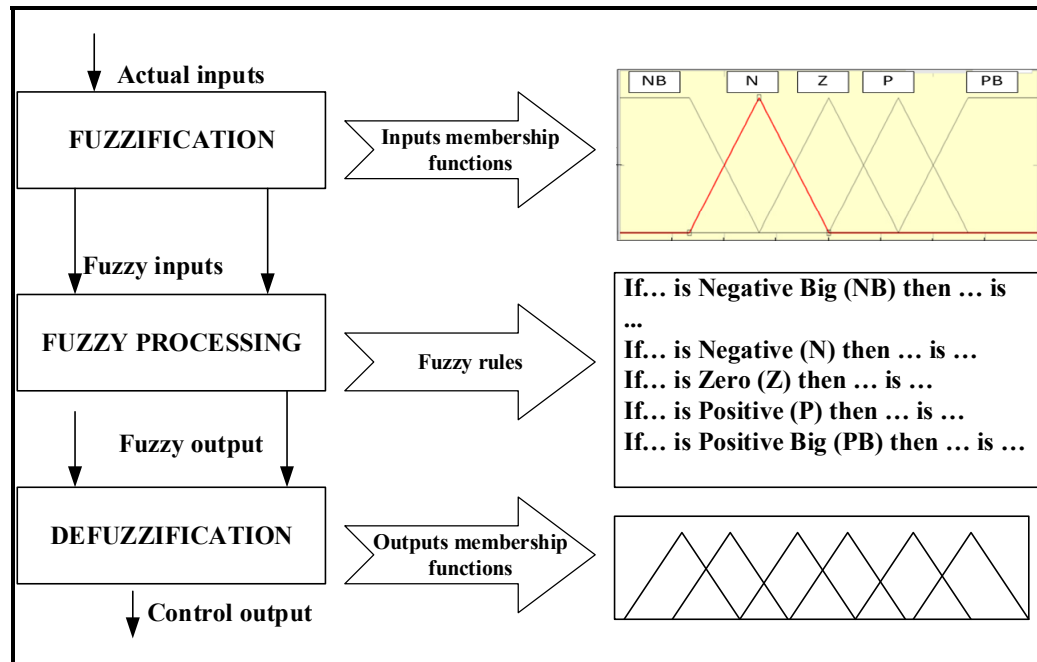 Actual inputs
FUZZIFICATION
Inputs membership
functions
NB
N
Z
P
PB
Fuzzy inputs
FUZZY PROCESSING
Fuzzy rules
If… is Negative Big (NB) then … is
...
If… is Negative (N) then … is …
If… is Zero (Z) then … is …
If… is Positive (P) then … is …
If… is Positive Big (PB) then … is …
Fuzzy output
DEFUZZIFICATION
Outputs membership
functions
Control output